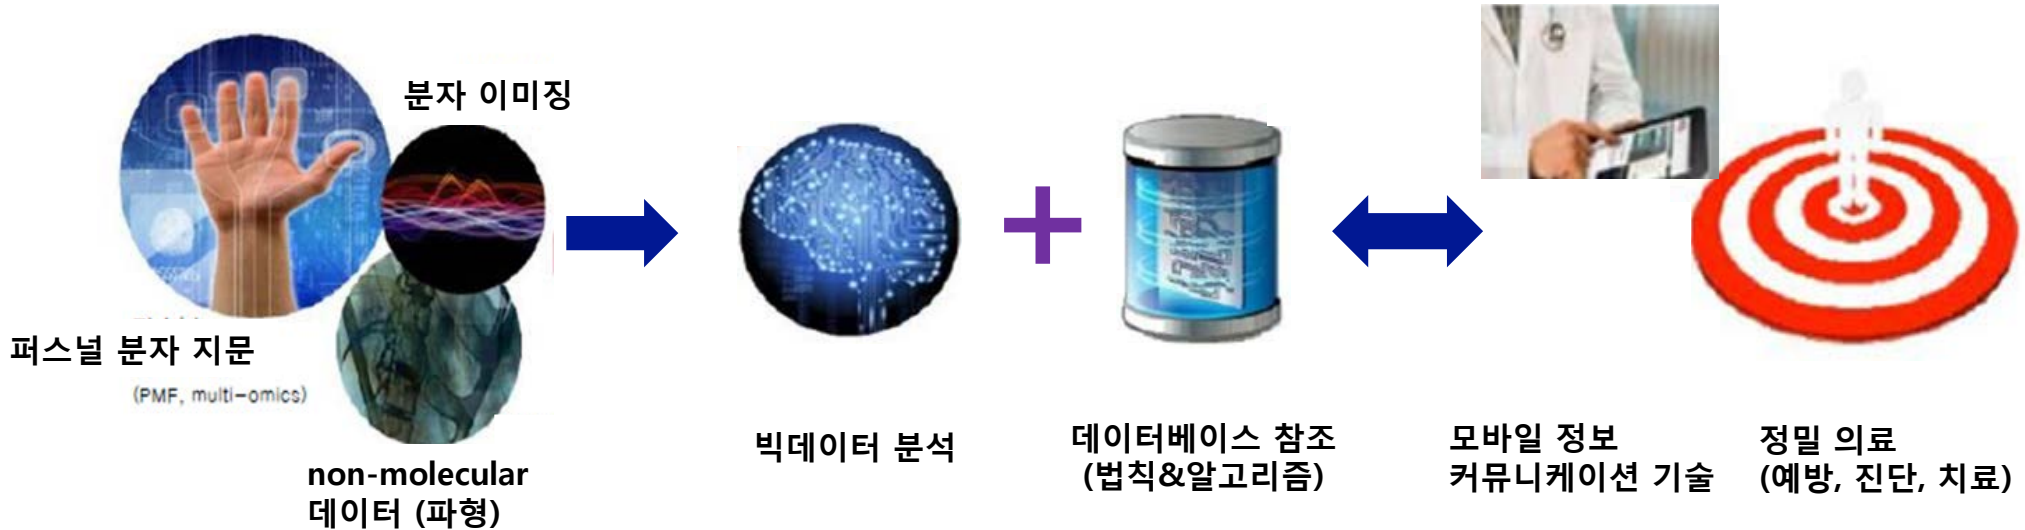 분자 이미징
퍼스널 분자 지문
(PMF, multi-omics)
non-molecular
데이터 (파형)
빅데이터 분석
데이터베이스 참조
(법칙&알고리즘)
모바일 정보
커뮤니케이션 기술
정밀 의료
(예방, 진단, 치료)